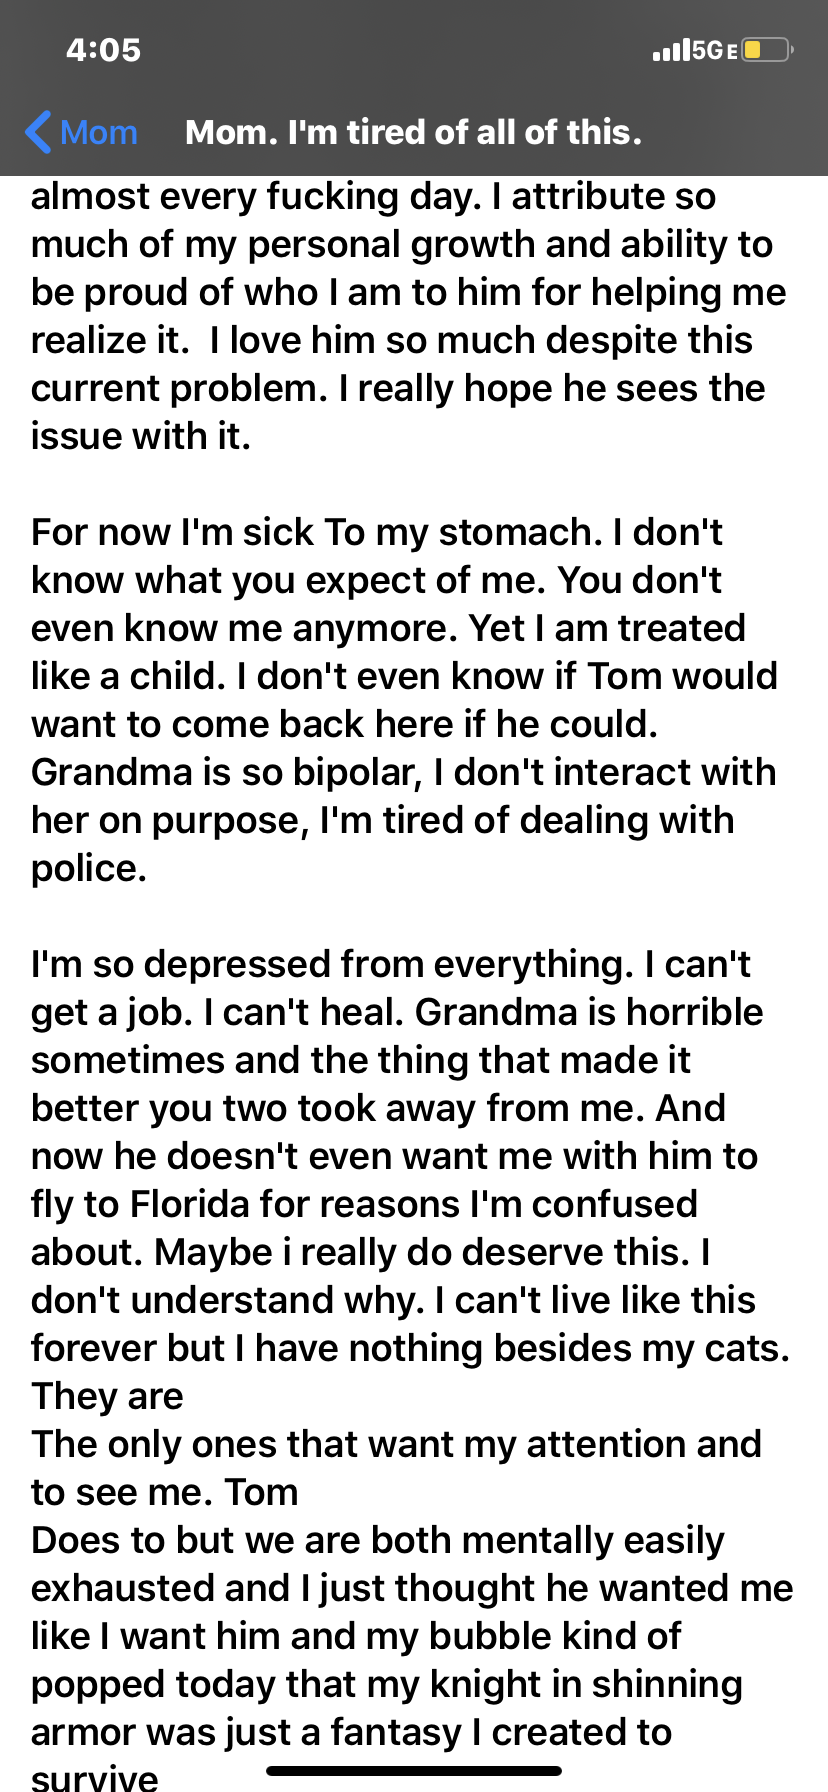 4:05
5GE
Mom
Mom. I'm tired of all of this.
almost every fucking day. I attribute so
much of my personal growth and ability to
be proud of who I am to him for helping me
realize it.  I love him so much despite this
current problem. I really hope he sees the
issue with it.
For now I'm sick To my stomach. I don't
know what you expect of me. You don't
even know me anymore. Yet I am treated
like a child. I don't even know if Tom would
want to come back here if he could.
Grandma is so bipolar, I don't interact with
her on purpose, I'm tired of dealing with
police.
I'm so depressed from everything. I can't
get a job. I can't heal. Grandma is horrible
sometimes and the thing that made it
better you two took away from me. And
now he doesn't even want me with him to
fly to Florida for reasons I'm confused
about. Maybe i really do deserve this. I
don't understand why. I can't live like this
forever but I have nothing besides my cats.
They are
The only ones that want my attention and
to see me. Tom
Does to but we are both mentally easily
exhausted and I just thought he wanted me
like I want him and my bubble kind of
popped today that my knight in shinning
armor was just a fantasy I created to
survive